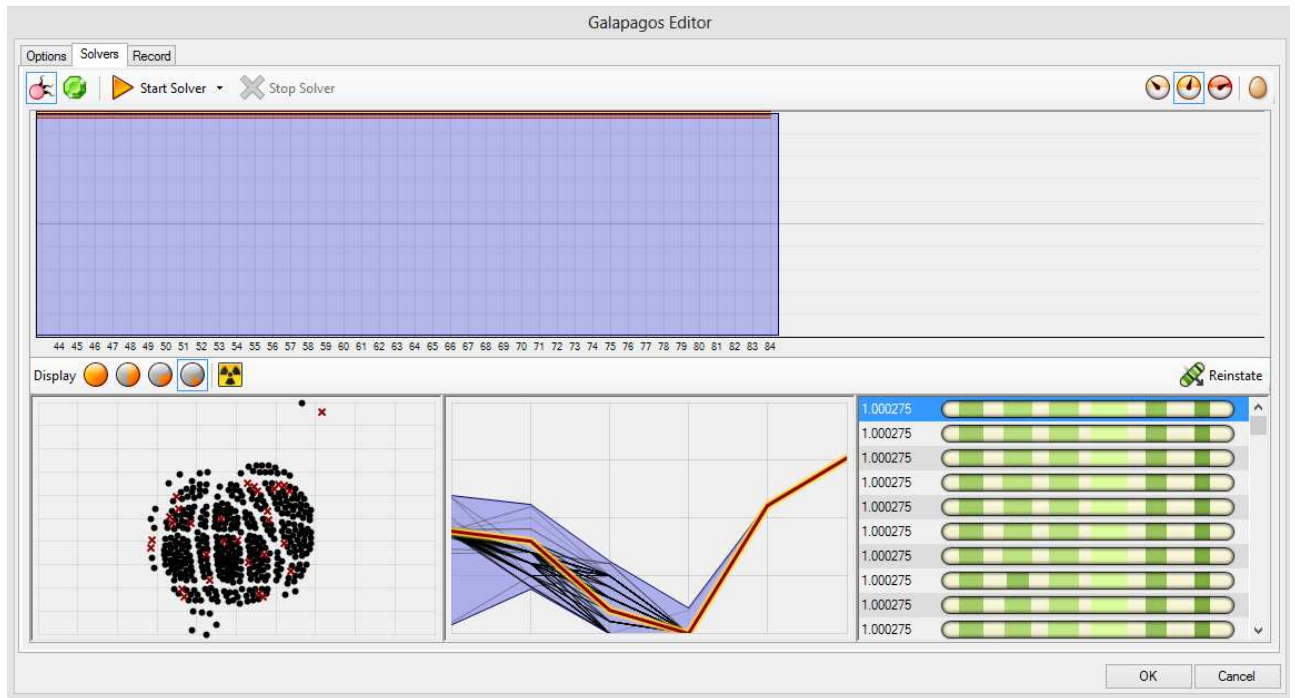 Galapagos Editor
Options Solvers Record
Start Solver Stop Solver
44 45 46 47 48 49 50 51 52 53 54 55 56 57 58 59 60 61 62 63 64 65 66 67 68 69 70 71 72 73 74 75 76 77 78 79 80 81 82 83 84
Display Reinstate
1.000275
1.000275
1.000275
1.000275
1.000275
1.000275
1.000275
1.000275
1.000275
1.000275
OK Cancel